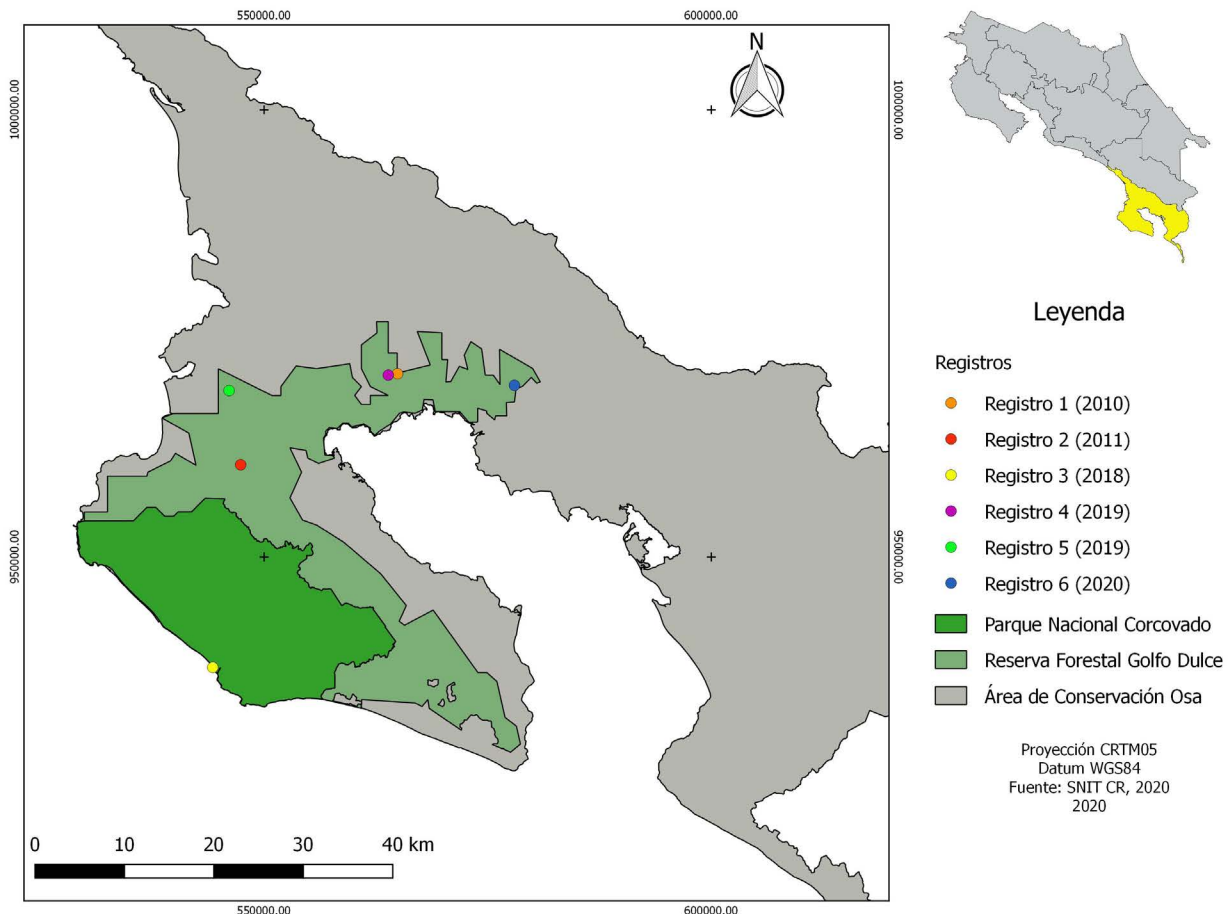 550000.00
600000.00
1000000.00
1000000.00
N
950000.00
950000.00
0
10
20
30
40 km
550000.00
600000.00
Leyenda
Registros
Registro 1 (2010)
Registro 2 (2011)
Registro 3 (2018)
Registro 4 (2019)
Registro 5 (2019)
Registro 6 (2020)
Parque Nacional Corcovado
Reserva Forestal Golfo Dulce
Área de Conservación Osa
Proyección CRTM05
Datum WGS84
Fuente: SNIT CR, 2020
2020